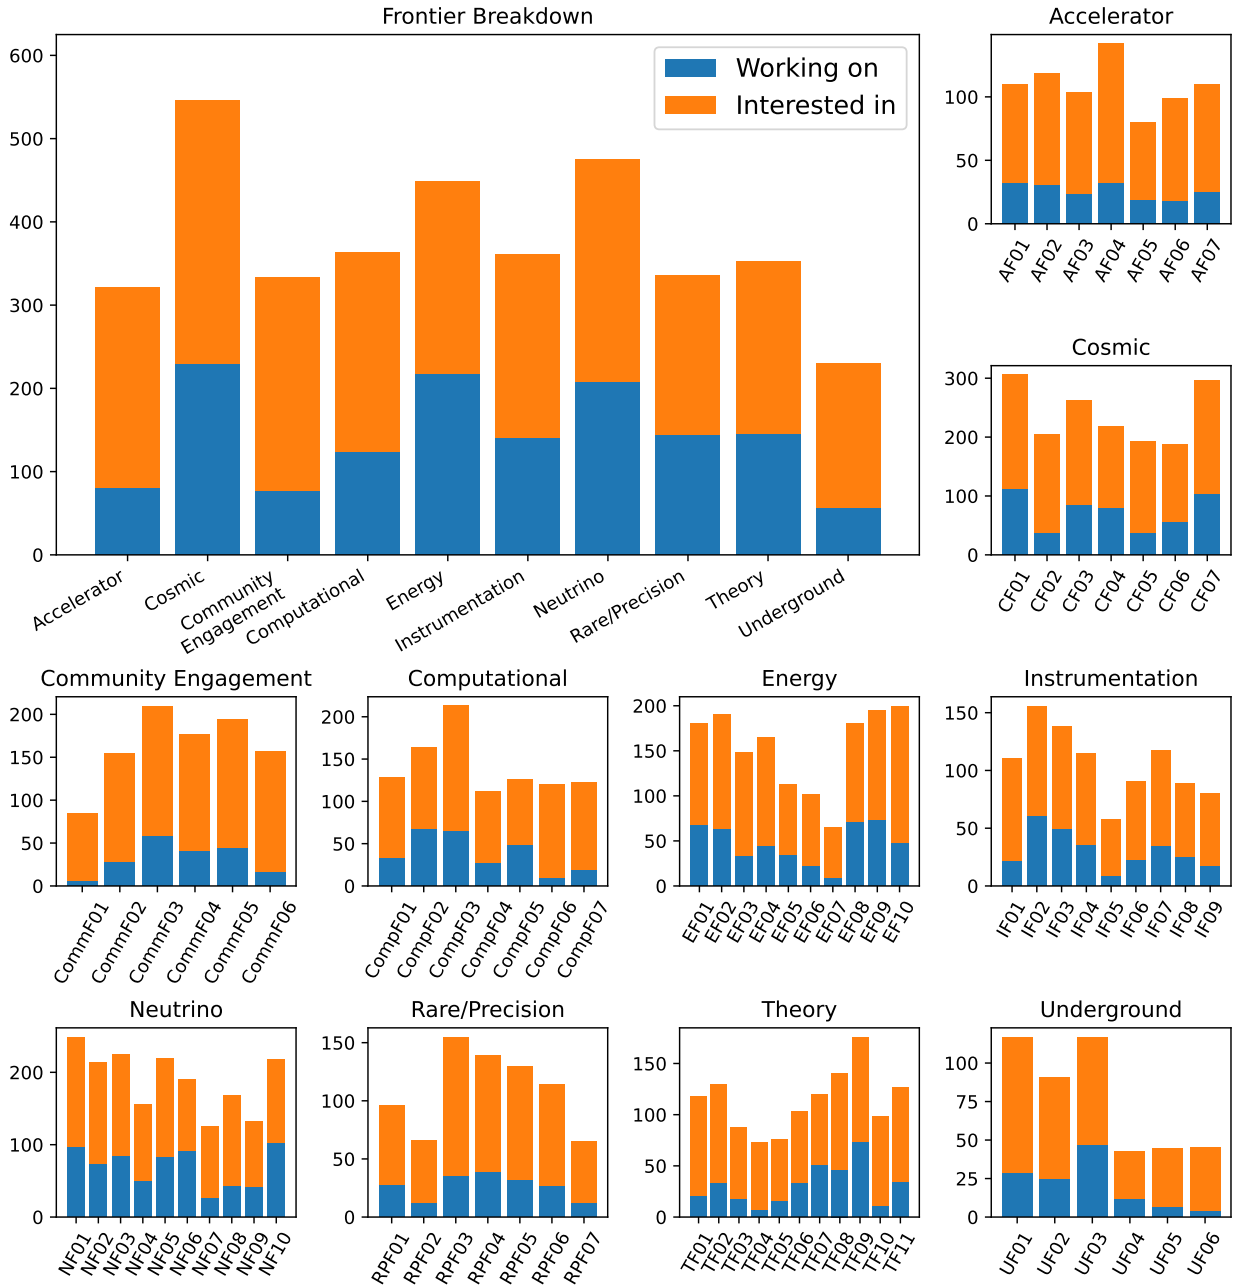 Frontier Breakdown
600
500
400
300
200
100
0
Working on
Interested in
Accelerator
Cosmic
Community
Engagement
Computational
Energy
Instrumentation
Neutrino
Rare/Precision
Theory
Underground
Accelerator
100
50
0
AF01
AF02
AF03
AF04
AF05
AF06
AF07
Cosmic
300
200
100
0
CF01
CF02
CF03
CF04
CF05
CF06
CF07
Community Engagement
200
150
100
50
0
CommF01
CommF02
CommF03
CommF04
CommF05
CommF06
Computational
200
150
100
50
0
CompF01
CompF02
CompF03
CompF04
CompF05
CompF06
CompF07
Energy
200
150
100
50
0
EF01
EF02
EF03
EF04
EF05
EF06
EF07
EF08
EF09
EF10
Instrumentation
150
100
50
0
IF01
IF02
IF03
IF04
IF05
IF06
IF07
IF08
IF09
Neutrino
200
100
0
NF01
NF02
NF03
NF04
NF05
NF06
NF07
NF08
NF09
NF10
Rare/Precision
150
100
50
0
RPF01
RPF02
RPF03
RPF04
RPF05
RPF06
RPF07
Theory
150
100
50
0
TF01
TF02
TF03
TF04
TF05
TF06
TF07
TF08
TF09
TF10
TF11
Underground
100
75
50
25
0
UF01
UF02
UF03
UF04
UF05
UF06